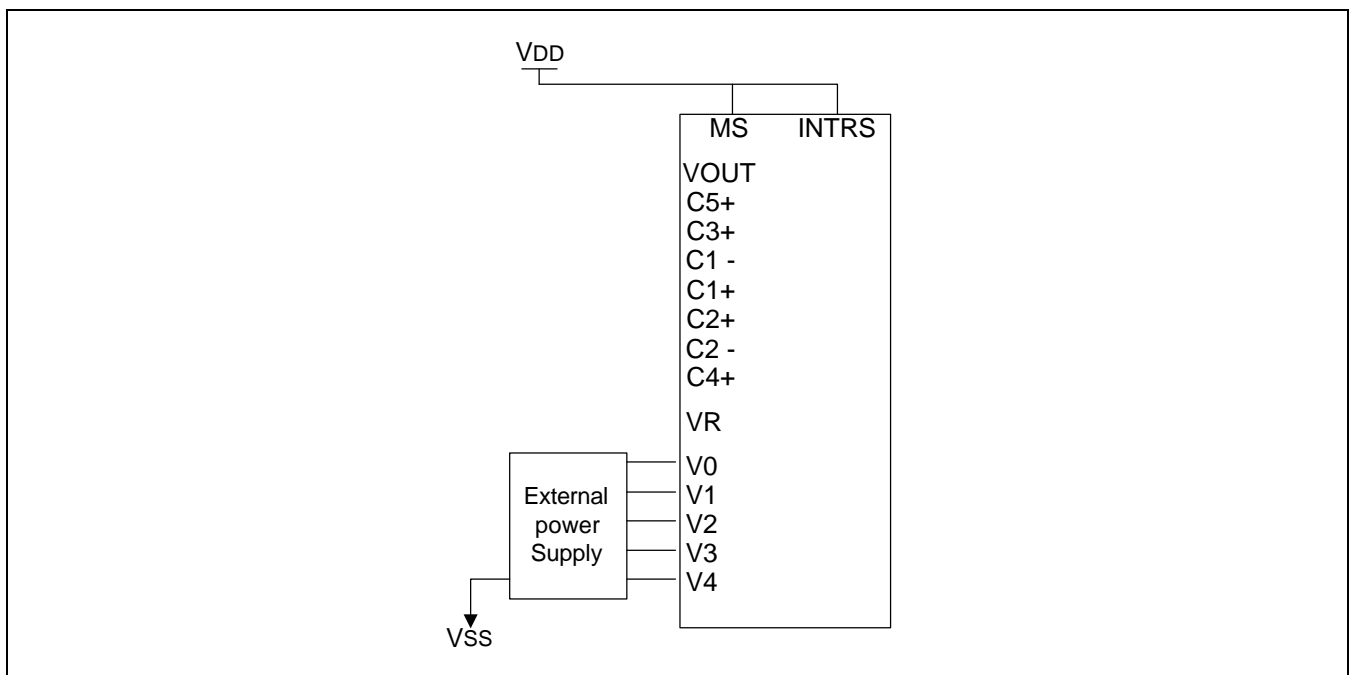 VDD
MS INTRS
VOUT
C5+
C3+
C1 -
C1+
C2+
C2 -
C4+
VR
V0
V1
V2
V3
V4
External
power
Supply
VSS